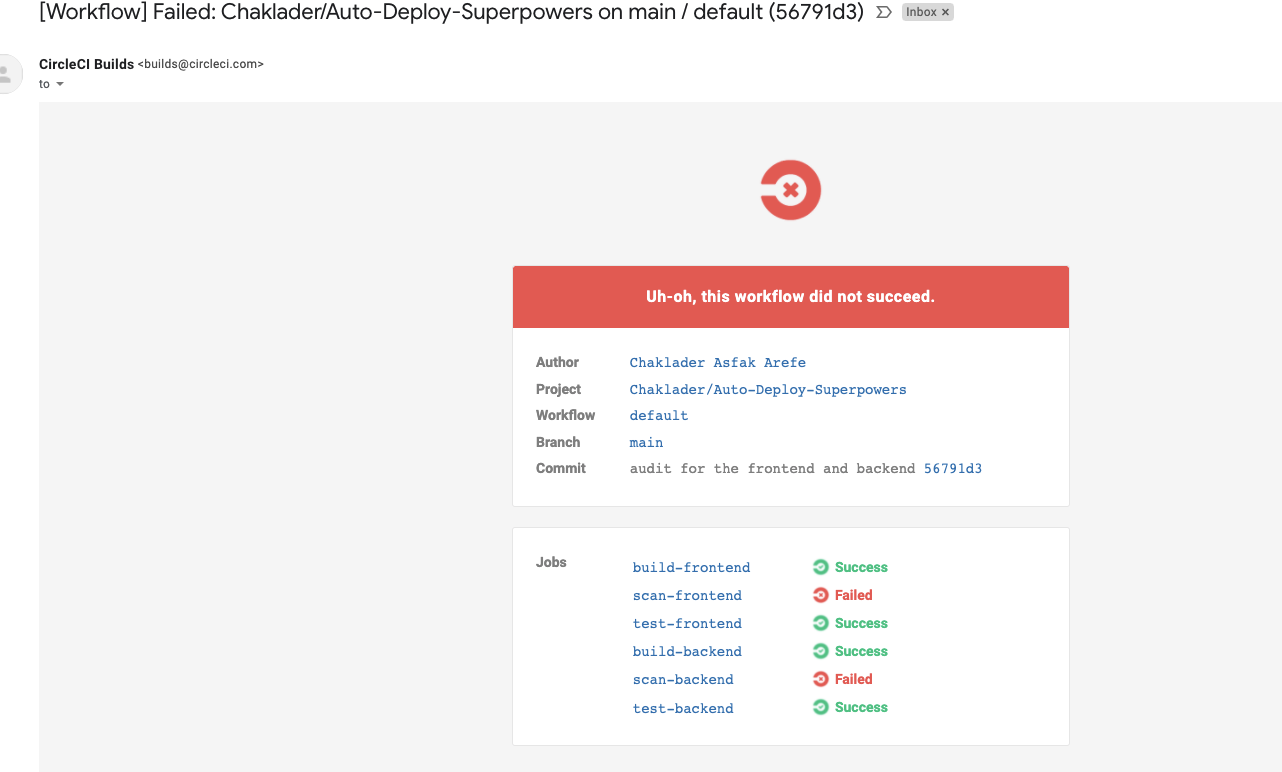 [Workflow] Failed: Chaklader/Auto-Deploy-Superpowers on main / default (56791d3) Inbox ×
CircleCI Builds <builds@circleci.com>
to
Uh-oh, this workflow did not succeed.
Author Chaklader Asfak Arefe
Project Chaklader/Auto-Deploy-Superpowers
Workflow default
Branch main
Commit audit for the frontend and backend 56791d3
Jobs
build-frontend Success
scan-frontend Failed
test-frontend Success
build-backend Success
scan-backend Failed
test-backend Success